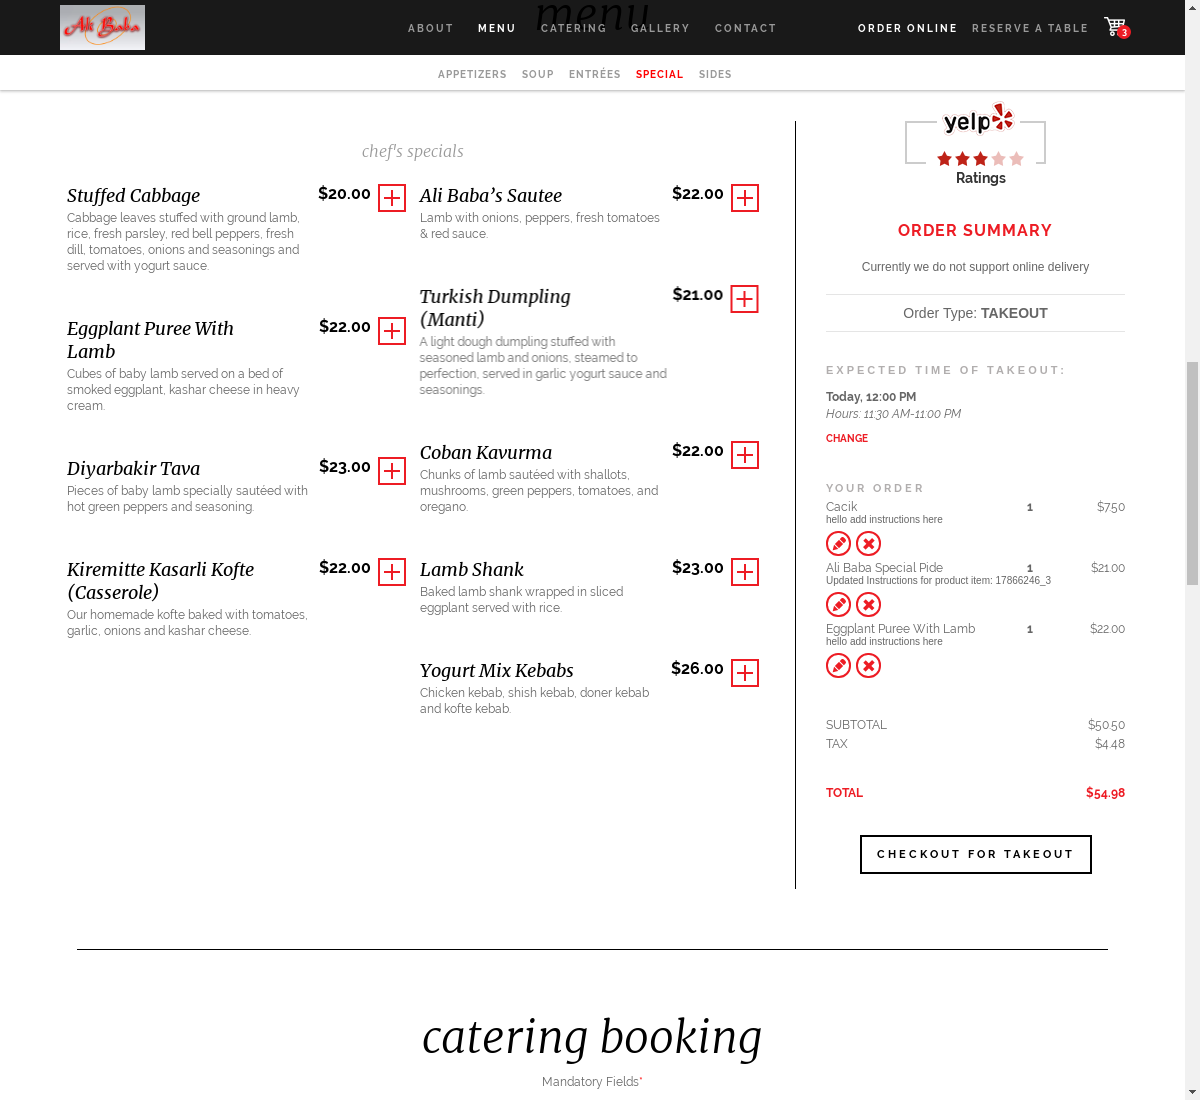 menu
Ali Baba
ABOUT MENU CATERING GALLERY CONTACT ORDER ONLINE RESERVE A TABLE 3
APPETIZERS SOUP ENTRÉES SPECIAL SIDES
chef's specials
Stuffed Cabbage $20.00
Cabbage leaves stuffed with ground lamb,
rice, fresh parsley, red bell peppers, fresh
dill, tomatoes, onions and seasonings and
served with yogurt sauce.
Eggplant Puree With
Lamb $22.00
Cubes of baby lamb served on a bed of
smoked eggplant, kashar cheese in heavy
cream.
Diyarbakir Tava $23.00
Pieces of baby lamb specially sautéed with
hot green peppers and seasoning.
Kiremitte Kasarli Kofte
(Casserole) $22.00
Our homemade kofte baked with tomatoes,
garlic, onions and kashar cheese.
Ali Baba’s Sautee $22.00
Lamb with onions, peppers, fresh tomatoes
& red sauce.
Turkish Dumpling
(Manti) $21.00
A light dough dumpling stuffed with
seasoned lamb and onions, steamed to
perfection, served in garlic yogurt sauce and
seasonings.
Coban Kavurma $22.00
Chunks of lamb sautéed with shallots,
mushrooms, green peppers, tomatoes, and
oregano.
Lamb Shank $23.00
Baked lamb shank wrapped in sliced
eggplant served with rice.
Yogurt Mix Kebabs $26.00
Chicken kebab, shish kebab, doner kebab
and kofte kebab.
yelp
Ratings
ORDER SUMMARY
Currently we do not support online delivery
Order Type: TAKEOUT
EXPECTED TIME OF TAKEOUT:
Today, 12:00 PM
Hours: 11:30 AM-11:00 PM
CHANGE
YOUR ORDER
Cacik 1 $7.50
hello add instructions here
Ali Baba Special Pide 1 $21.00
Updated Instructions for product item: 17866246_3
Eggplant Puree With Lamb 1 $22.00
hello add instructions here
SUBTOTAL $50.50
TAX $4.48
TOTAL $54.98
CHECKOUT FOR TAKEOUT
catering booking
Mandatory Fields*